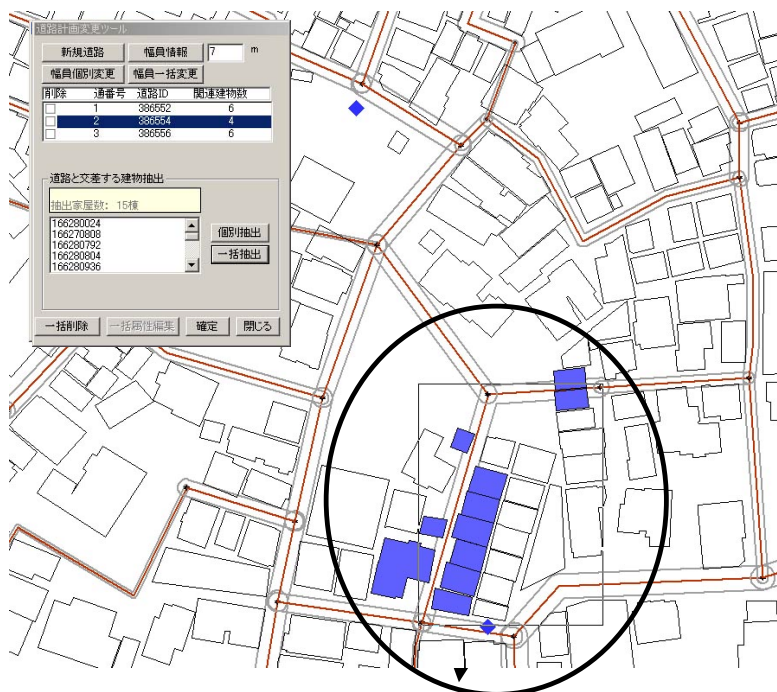 道路計画変更ツール
新規道路 幅員情報 7 m
幅員個別変更 幅員一括変更
削除 通番号 道路ID 関連建物数
1 386552 6
2 386554 4
3 386556 6
道路と交差する建物抽出
抽出家屋数: 15棟
166280024
166270808
166280792
166280804
166280936
個別抽出
一括抽出
一括削除 一括属性編集 確定 閉じる